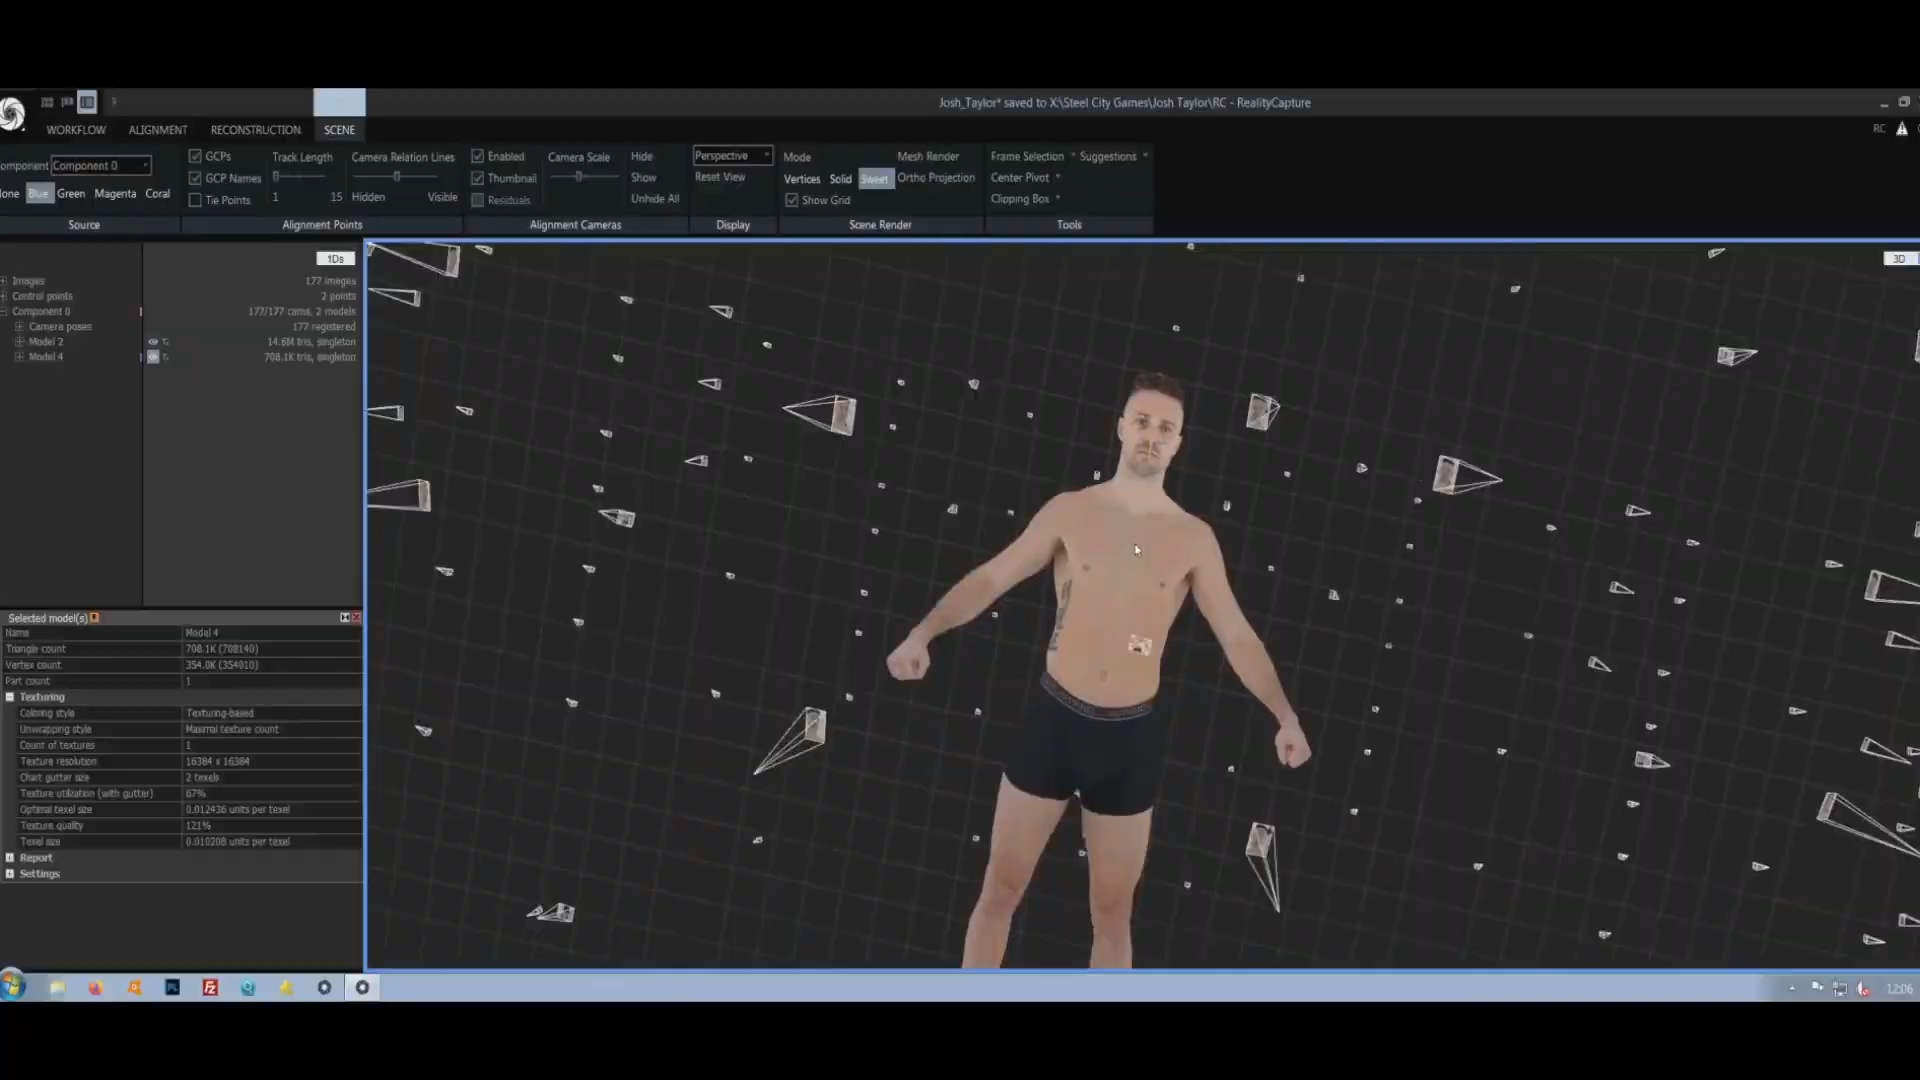 Josh_Taylor* saved to X:\Steel City Games\Josh Taylor\RC - RealityCapture
WORKFLOW ALIGNMENT RECONSTRUCTION SCENE
RC
omponent Component 0
one Blue Green Magenta Coral
Source
GCPs
GCP Names
Tie Points
Track Length
1 15
Camera Relation Lines
Hidden Visible
Alignment Points
Enabled
Thumbnail
Residuals
Camera Scale
Hide
Show
Unhide All
Alignment Cameras
Perspective
Reset View
Display
Mode
Vertices Solid Sweet
Show Grid
Mesh Render
Ortho Projection
Scene Render
Frame Selection Suggestions
Center Pivot
Clipping Box
Tools
1Ds
3D
Images 177 images
Control points 2 points
Component 0 177/177 cams, 2 models
Camera poses 177 registered
Model 2 14.6M tris, singleton
Model 4 708.1K tris, singleton
Selected model(s)
Name Model 4
Triangle count 708.1K (708140)
Vertex count 354.0K (354010)
Part count 1
Texturing
Coloring style Texturing-based
Unwrapping style Maximal texture count
Count of textures 1
Texture resolution 16384 x 16384
Chart gutter size 2 texels
Texture utilization (with gutter) 67%
Optimal texel size 0.012436 units per texel
Texture quality 121%
Texel size 0.010208 units per texel
Report
Settings
12:06